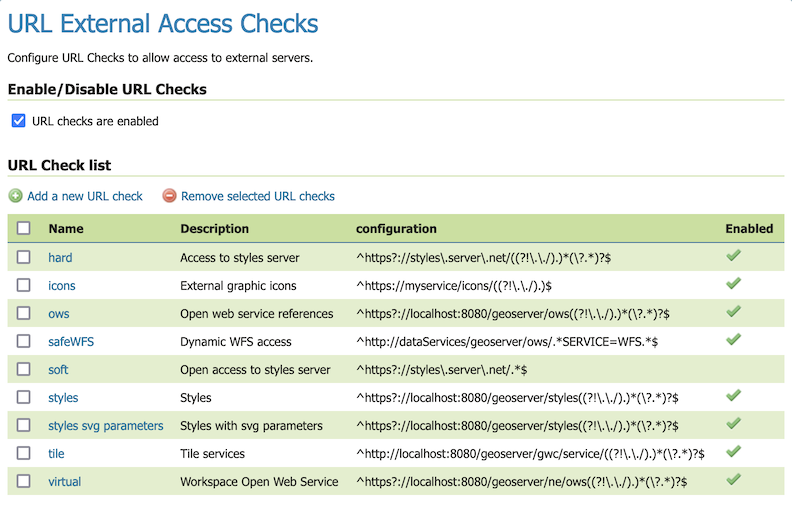 URL External Access Checks
Configure URL Checks to allow access to external servers.
Enable/Disable URL Checks
URL checks are enabled
URL Check list
Add a new URL check Remove selected URL checks
Name Description configuration Enabled
hard Access to styles server ^https?://styles\.server\.net/((?!\.\./).)*(\?.*)?$
icons External graphic icons ^https://myservice/icons/((?!\.\./).)$
ows Open web service references ^https?://localhost:8080/geoserver/ows((?!\.\./).)*(\?.*)?$
safeWFS Dynamic WFS access ^http://dataServices/geoserver/ows/.*SERVICE=WFS.*$
soft Open access to styles server ^https?://styles\.server\.net/.*$
styles Styles ^https?://localhost:8080/geoserver/styles((?!\.\./).)*(\?.*)?$
styles svg parameters Styles with svg parameters ^https?://localhost:8080/geoserver/styles((?!\.\./).)*(\?.*)?$
tile Tile services ^http://localhost:8080/geoserver/gwc/service/((?!\.\./).)*(\?.*)?$
virtual Workspace Open Web Service ^https?://localhost:8080/geoserver/ne/ows((?!\.\./).)*(\?.*)?$